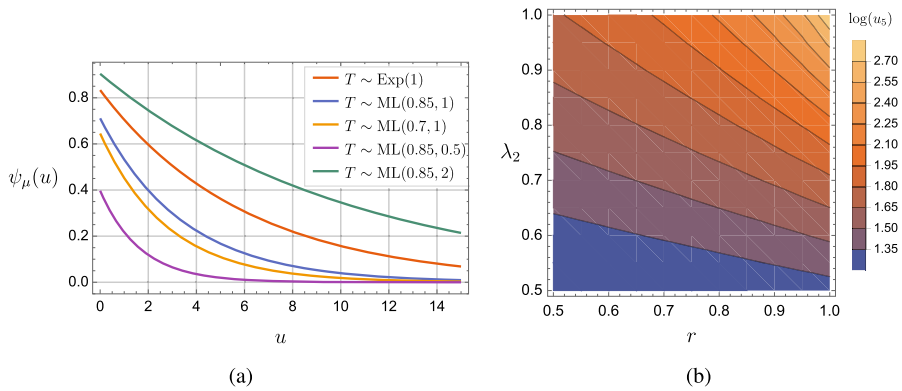 ψ_μ(u)
0.8
0.6
0.4
0.2
0.0
0 2 4 6 8 10 12 14
u
T ∼ Exp(1)
T ∼ ML(0.85, 1)
T ∼ ML(0.7, 1)
T ∼ ML(0.85, 0.5)
T ∼ ML(0.85, 2)
(a)
λ₂
1.0
0.9
0.8
0.7
0.6
0.5
0.5 0.6 0.7 0.8 0.9 1.0
r
log(u₅)
2.70
2.55
2.40
2.25
2.10
1.95
1.80
1.65
1.50
1.35
(b)